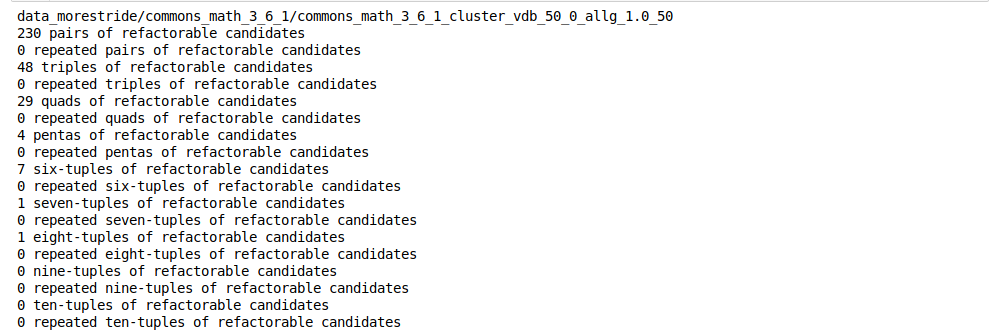 data_morestride/commons_math_3_6_1/commons_math_3_6_1_cluster_vdb_50_0_allg_1.0_50
230 pairs of refactorable candidates
0 repeated pairs of refactorable candidates
48 triples of refactorable candidates
0 repeated triples of refactorable candidates
29 quads of refactorable candidates
0 repeated quads of refactorable candidates
4 pentas of refactorable candidates
0 repeated pentas of refactorable candidates
7 six-tuples of refactorable candidates
0 repeated six-tuples of refactorable candidates
1 seven-tuples of refactorable candidates
0 repeated seven-tuples of refactorable candidates
1 eight-tuples of refactorable candidates
0 repeated eight-tuples of refactorable candidates
0 nine-tuples of refactorable candidates
0 repeated nine-tuples of refactorable candidates
0 ten-tuples of refactorable candidates
0 repeated ten-tuples of refactorable candidates